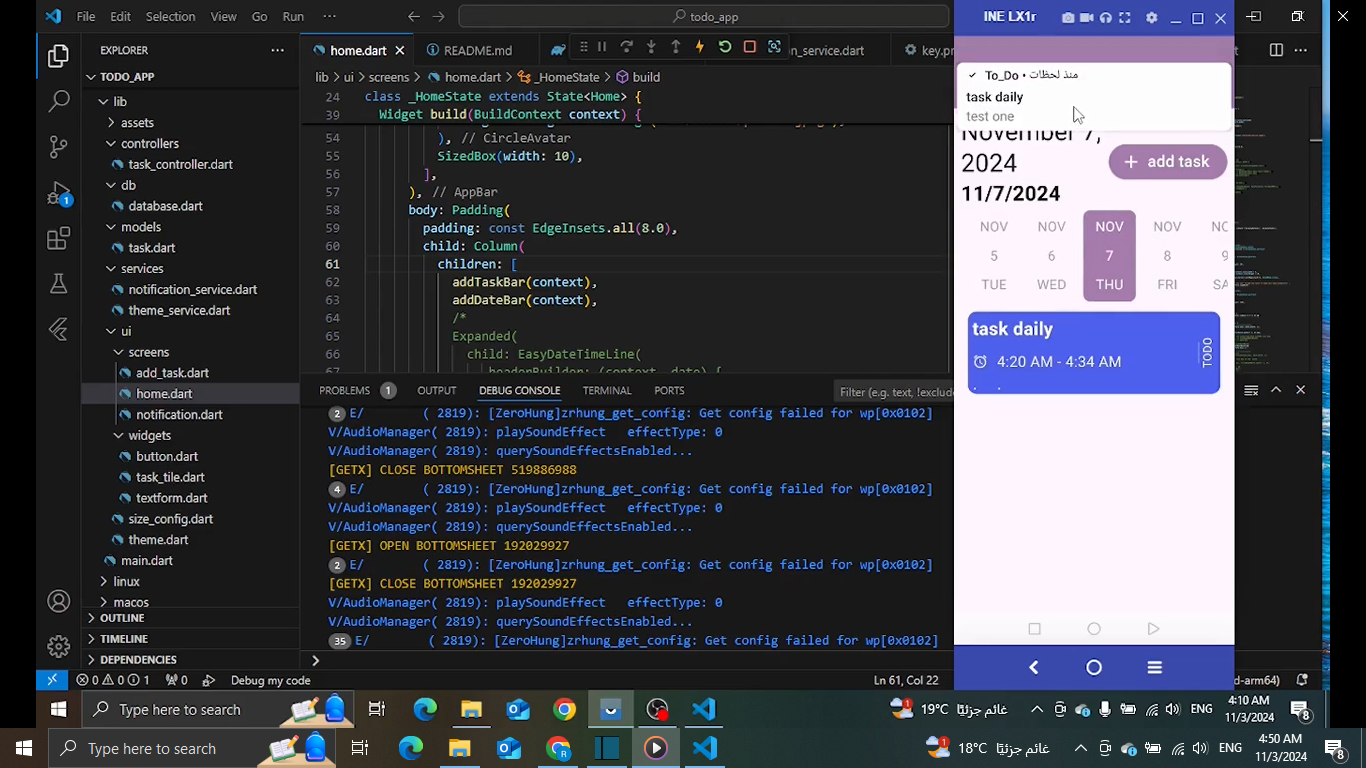 File Edit Selection View Go Run ··· todo_app
INE LX1r
EXPLORER ···
home.dart README.md n_service.dart key.pr
lib > ui > screens > home.dart > _HomeState > build
TODO_APP
lib
assets
controllers
task_controller.dart
db
database.dart
models
task.dart
services
notification_service.dart
theme_service.dart
ui
screens
add_task.dart
home.dart
notification.dart
widgets
button.dart
task_tile.dart
textform.dart
size_config.dart
theme.dart
main.dart
linux
macos
OUTLINE
TIMELINE
DEPENDENCIES
24 class _HomeState extends State<Home> {
39 Widget build(BuildContext context) {
54 ), // CircleAvatar
55 SizedBox(width: 10),
56 ],
57 ), // AppBar
58 body: Padding(
59 padding: const EdgeInsets.all(8.0),
60 child: Column(
61 children: [
62 addTaskBar(context),
63 addDateBar(context),
64 /*
65 Expanded(
66 child: EasyDateTimeLine(
67 headerBuilder: (context, date) {
PROBLEMS 1 OUTPUT DEBUG CONSOLE TERMINAL PORTS Filter (e.g. text, !exclude
2 E/ ( 2819): [ZeroHung]zrhung_get_config: Get config failed for wp[0x0102]
V/AudioManager( 2819): playSoundEffect effectType: 0
V/AudioManager( 2819): querySoundEffectsEnabled...
[GETX] CLOSE BOTTOMSHEET 519886988
4 E/ ( 2819): [ZeroHung]zrhung_get_config: Get config failed for wp[0x0102]
V/AudioManager( 2819): playSoundEffect effectType: 0
V/AudioManager( 2819): querySoundEffectsEnabled...
[GETX] OPEN BOTTOMSHEET 192029927
2 E/ ( 2819): [ZeroHung]zrhung_get_config: Get config failed for wp[0x0102]
[GETX] CLOSE BOTTOMSHEET 192029927
V/AudioManager( 2819): playSoundEffect effectType: 0
V/AudioManager( 2819): querySoundEffectsEnabled...
35 E/ ( 2819): [ZeroHung]zrhung_get_config: Get config failed for wp[0x0102]
To_Do • منذ لحظات
task daily
test one
November 7,
2024
+ add task
11/7/2024
NOV NOV NOV NOV
5 6 7 8 9
TUE WED THU FRI SA
task daily
4:20 AM - 4:34 AM
TODO
0 0 1 0 Debug my code Ln 61, Col 22
Type here to search 19°C غائم جزئيًا ENG 4:10 AM
11/3/2024
8
Type here to search 18°C غائم جزئيًا ENG 4:50 AM
11/3/2024
8